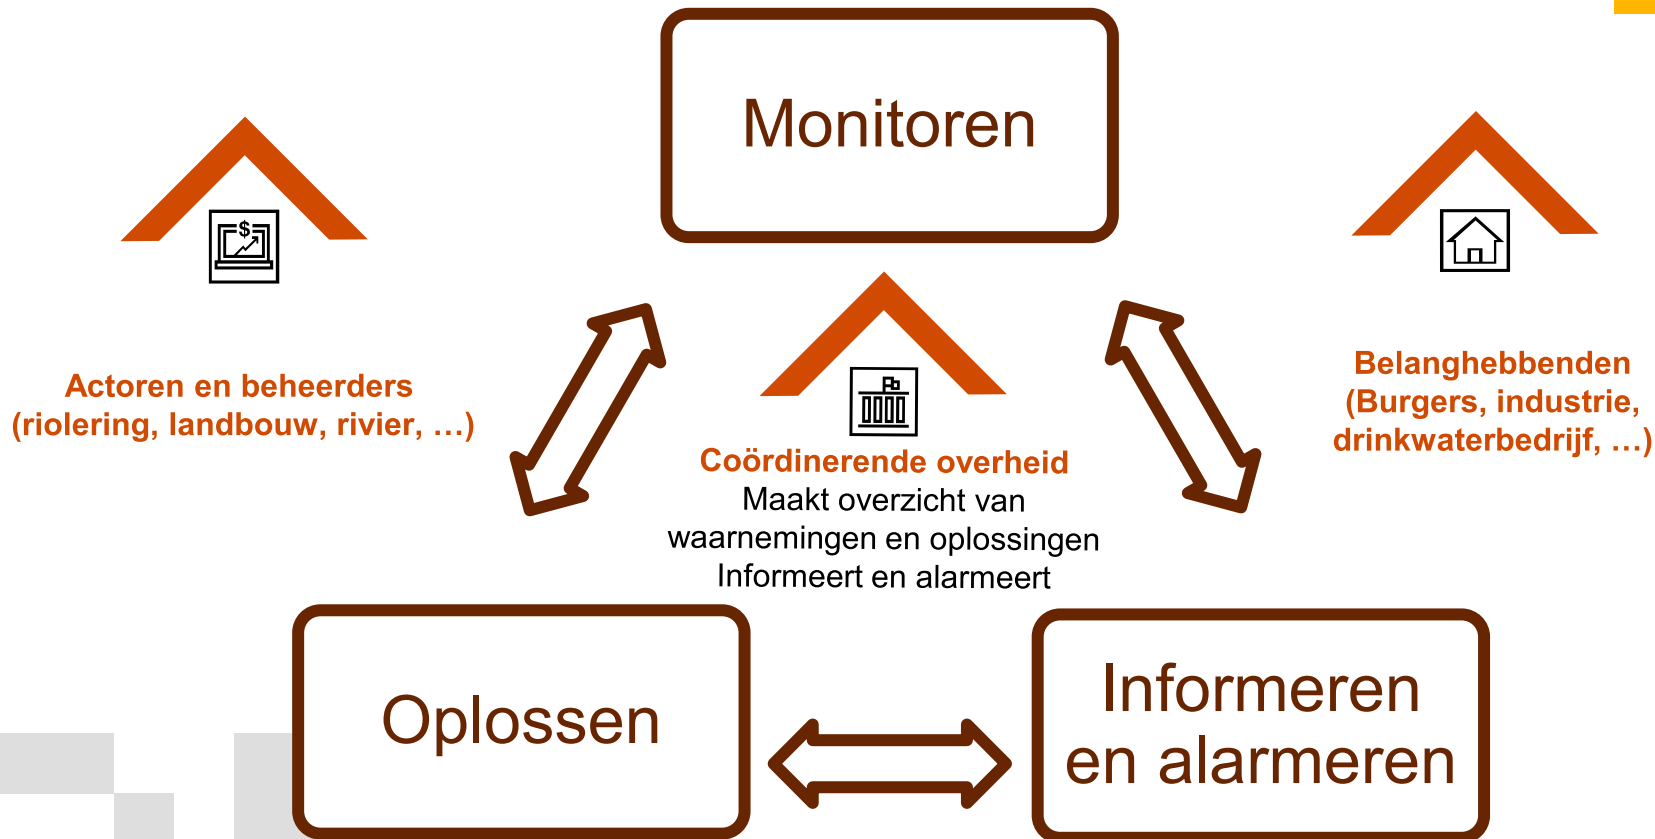 Monitoren
$
Actoren en beheerders
(riolering, landbouw, rivier, …)
Coördinerende overheid
Maakt overzicht van
waarnemingen en oplossingen
Informeert en alarmeert
Belanghebbenden
(Burgers, industrie,
drinkwaterbedrijf, …)
Oplossen
Informeren
en alarmeren